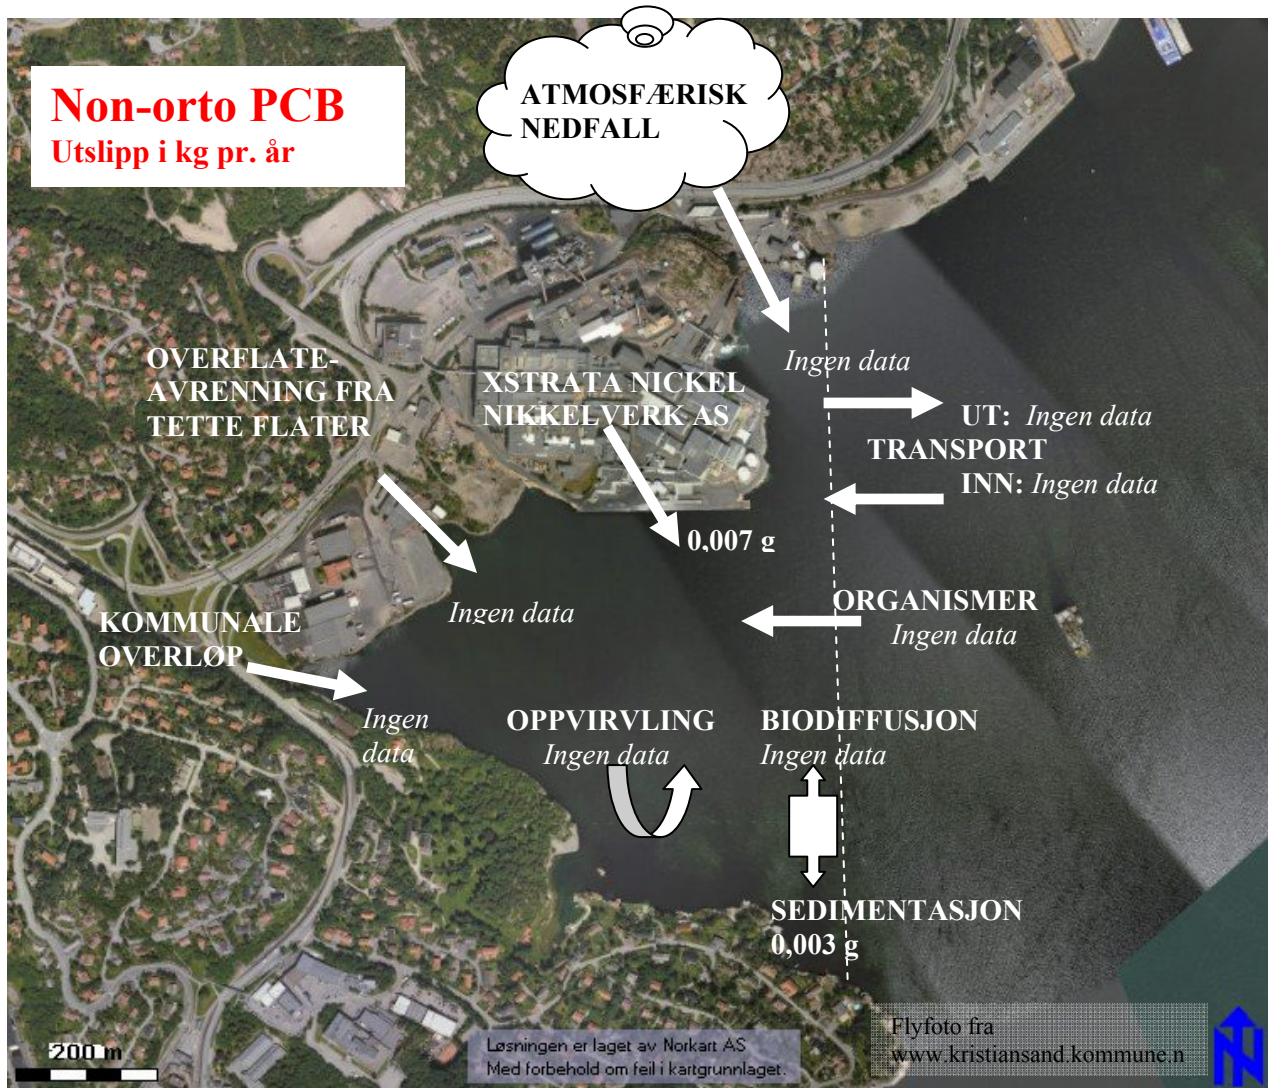 Non-orto PCB
Utslipp i kg pr. år
ATMOSFÆRISK
NEDFALL
Ingen data
OVERFLATE-
AVRENNING FRA
TETTE FLATER
Ingen data
XSTRATA NICKEL
NIKKELVERK AS
0,007 g
UT: Ingen data
TRANSPORT
INN: Ingen data
ORGANISMER
Ingen data
KOMMUNALE
OVERLØP
Ingen
data
OPPVIRVLING
Ingen data
BIODIFFUSJON
Ingen data
SEDIMENTASJON
0,003 g
200 m
Løsningen er laget av Norkart AS
Med forbehold om feil i kartgrunnlaget.
Flyfoto fra
www.kristiansand.kommune.n
N